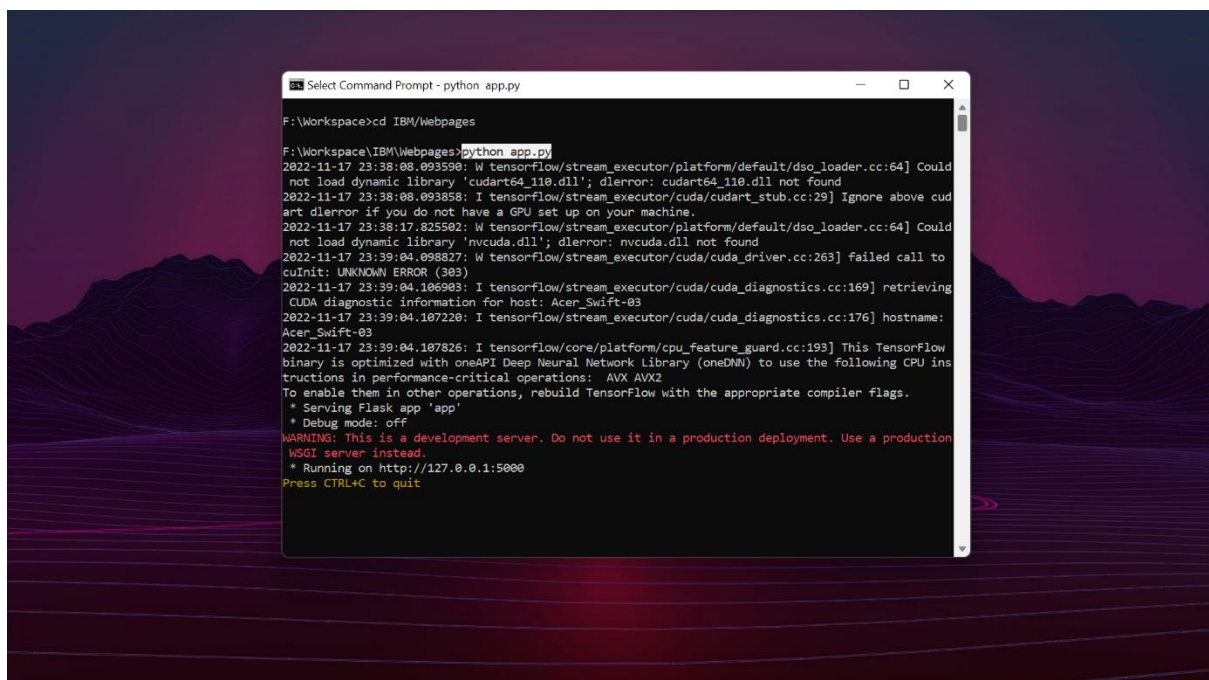 Select Command Prompt - python  app.py
F:\Workspace>cd IBM/Webpages
F:\Workspace\IBM\Webpages>python app.py
2022-11-17 23:38:08.093590: W tensorflow/stream_executor/platform/default/dso_loader.cc:64] Could
 not load dynamic library 'cudart64_110.dll'; dlerror: cudart64_110.dll not found
2022-11-17 23:38:08.093858: I tensorflow/stream_executor/cuda/cudart_stub.cc:29] Ignore above cud
art dlerror if you do not have a GPU set up on your machine.
2022-11-17 23:38:17.825502: W tensorflow/stream_executor/platform/default/dso_loader.cc:64] Could
 not load dynamic library 'nvcuda.dll'; dlerror: nvcuda.dll not found
2022-11-17 23:39:04.098827: W tensorflow/stream_executor/cuda/cuda_driver.cc:263] failed call to
cuInit: UNKNOWN ERROR (303)
2022-11-17 23:39:04.106903: I tensorflow/stream_executor/cuda/cuda_diagnostics.cc:169] retrieving
 CUDA diagnostic information for host: Acer_Swift-03
2022-11-17 23:39:04.107220: I tensorflow/stream_executor/cuda/cuda_diagnostics.cc:176] hostname:
Acer_Swift-03
2022-11-17 23:39:04.107826: I tensorflow/core/platform/cpu_feature_guard.cc:193] This TensorFlow
binary is optimized with oneAPI Deep Neural Network Library (oneDNN) to use the following CPU ins
tructions in performance-critical operations:  AVX AVX2
To enable them in other operations, rebuild TensorFlow with the appropriate compiler flags.
 * Serving Flask app 'app'
 * Debug mode: off
WARNING: This is a development server. Do not use it in a production deployment. Use a production
 WSGI server instead.
 * Running on http://127.0.0.1:5000
Press CTRL+C to quit